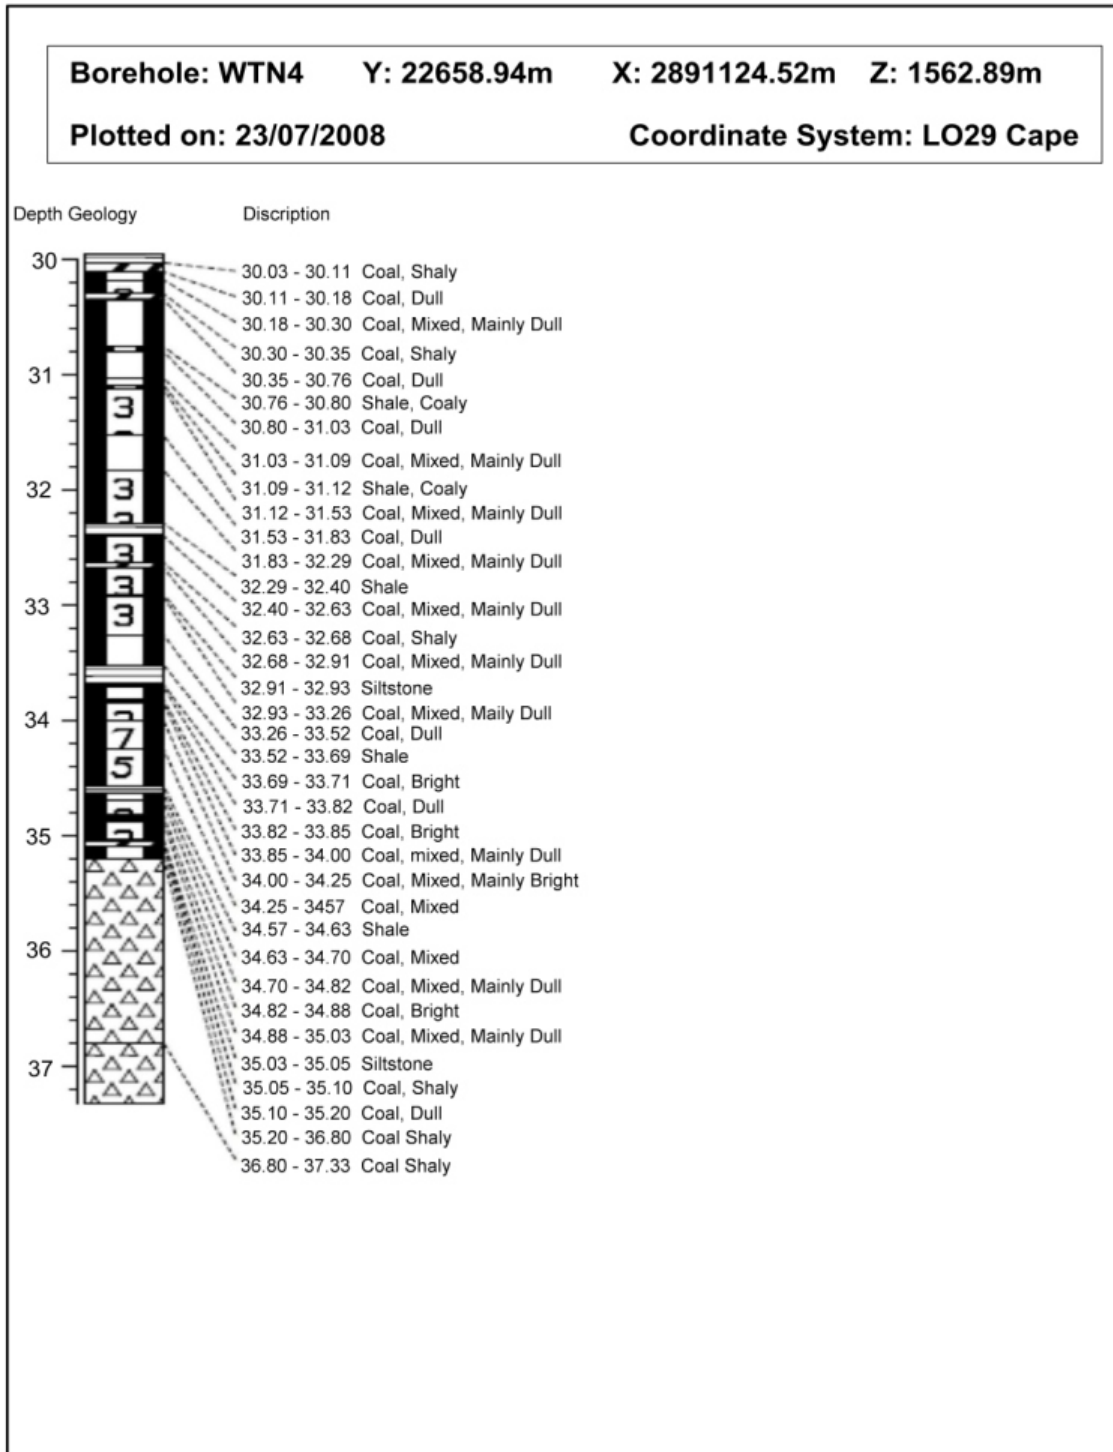 Borehole: WTN4 Y: 22658.94m X: 2891124.52m Z: 1562.89m
Plotted on: 23/07/2008 Coordinate System: LO29 Cape
Depth Geology Discription
30
31
32
33
34
35
36
37
3
3
3
3
3
3
7
5
30.03 - 30.11 Coal, Shaly
30.11 - 30.18 Coal, Dull
30.18 - 30.30 Coal, Mixed, Mainly Dull
30.30 - 30.35 Coal, Shaly
30.35 - 30.76 Coal, Dull
30.76 - 30.80 Shale, Coaly
30.80 - 31.03 Coal, Dull
31.03 - 31.09 Coal, Mixed, Mainly Dull
31.09 - 31.12 Shale, Coaly
31.12 - 31.53 Coal, Mixed, Mainly Dull
31.53 - 31.83 Coal, Dull
31.83 - 32.29 Coal, Mixed, Mainly Dull
32.29 - 32.40 Shale
32.40 - 32.63 Coal, Mixed, Mainly Dull
32.63 - 32.68 Coal, Shaly
32.68 - 32.91 Coal, Mixed, Mainly Dull
32.91 - 32.93 Siltstone
32.93 - 33.26 Coal, Mixed, Maily Dull
33.26 - 33.52 Coal, Dull
33.52 - 33.69 Shale
33.69 - 33.71 Coal, Bright
33.71 - 33.82 Coal, Dull
33.82 - 33.85 Coal, Bright
33.85 - 34.00 Coal, mixed, Mainly Dull
34.00 - 34.25 Coal, Mixed, Mainly Bright
34.25 - 3457 Coal, Mixed
34.57 - 34.63 Shale
34.63 - 34.70 Coal, Mixed
34.70 - 34.82 Coal, Mixed, Mainly Dull
34.82 - 34.88 Coal, Bright
34.88 - 35.03 Coal, Mixed, Mainly Dull
35.03 - 35.05 Siltstone
35.05 - 35.10 Coal, Shaly
35.10 - 35.20 Coal, Dull
35.20 - 36.80 Coal Shaly
36.80 - 37.33 Coal Shaly